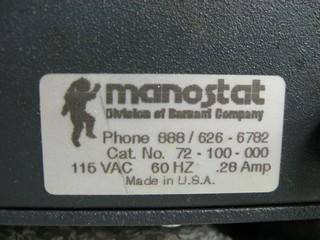 manostat
Division of Barnant Company
Phone 888 / 626 - 6782
Cat. No. 72 - 100 - 000
115 VAC 60 HZ .28 Amp
Made in U.S.A.